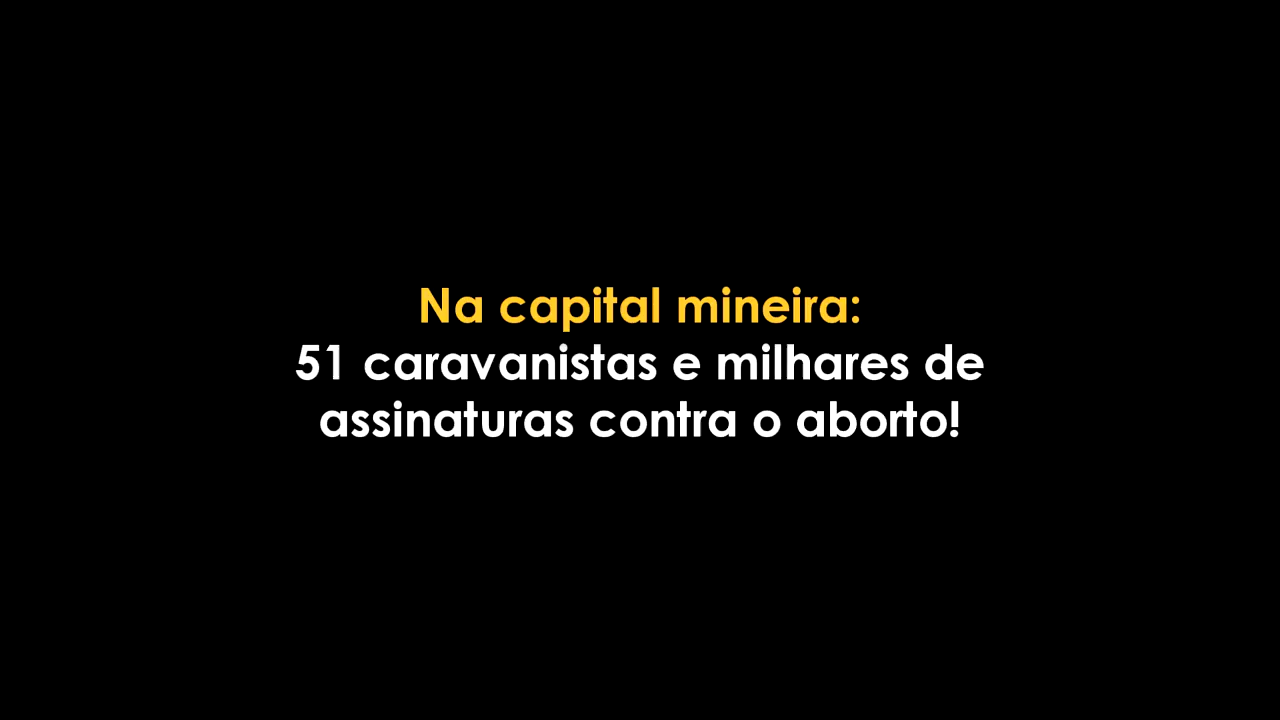 Na capital mineira:
51 caravanistas e milhares de
assinaturas contra o aborto!